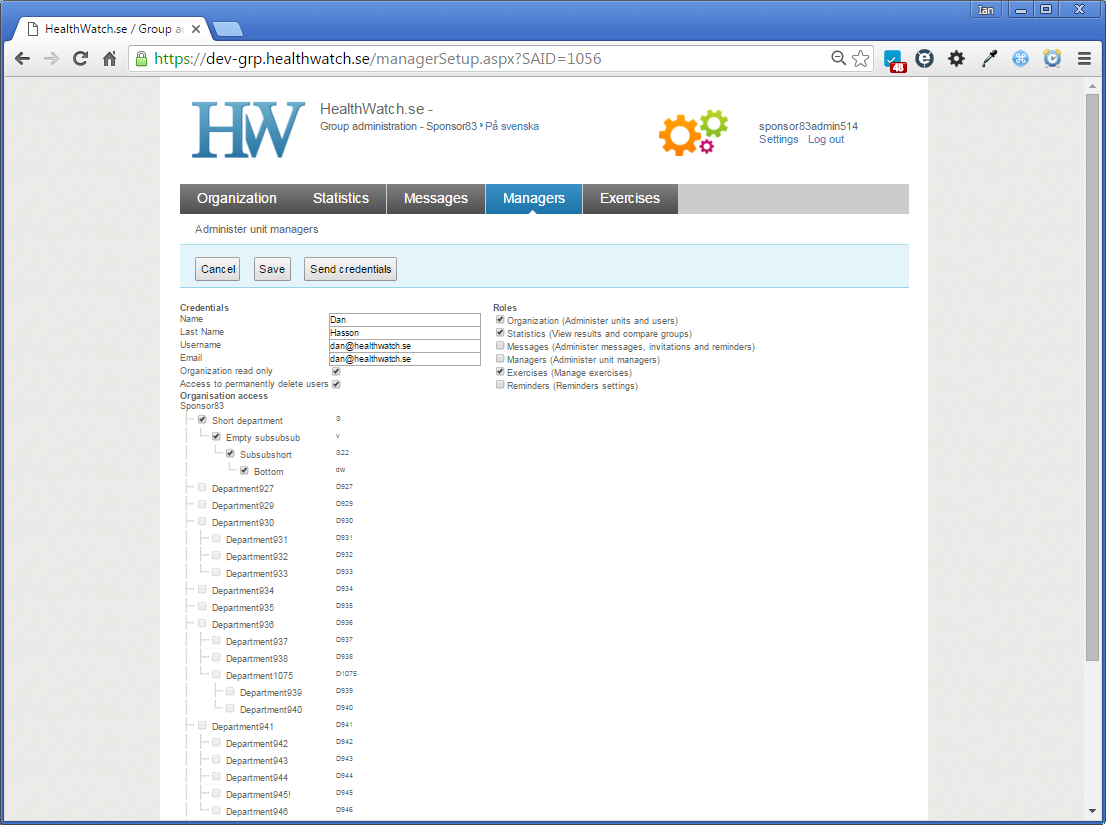 Ian
HealthWatch.se / Group a
https://dev-grp.healthwatch.se/managerSetup.aspx?SAID=1056
48
HW
HealthWatch.se -
Group administration - Sponsor83 På svenska
sponsor83admin514
Settings Log out
Organization Statistics Messages Managers Exercises
Administer unit managers
Cancel Save Send credentials
Credentials
Name Dan
Last Name Hasson
Username dan@healthwatch.se
Email dan@healthwatch.se
Organization read only
Access to permanently delete users
Roles
Organization (Administer units and users)
Statistics (View results and compare groups)
Messages (Administer messages, invitations and reminders)
Managers (Administer unit managers)
Exercises (Manage exercises)
Reminders (Reminders settings)
Organisation access
Sponsor83
Short department S
Empty subsubsub v
Subsubshort S22
Bottom dw
Department927 D927
Department929 D929
Department930 D930
Department931 D931
Department932 D932
Department933 D933
Department934 D934
Department935 D935
Department936 D936
Department937 D937
Department938 D938
Department1075 D1075
Department939 D939
Department940 D940
Department941 D941
Department942 D942
Department943 D943
Department944 D944
Department945! D945
Department946 D946